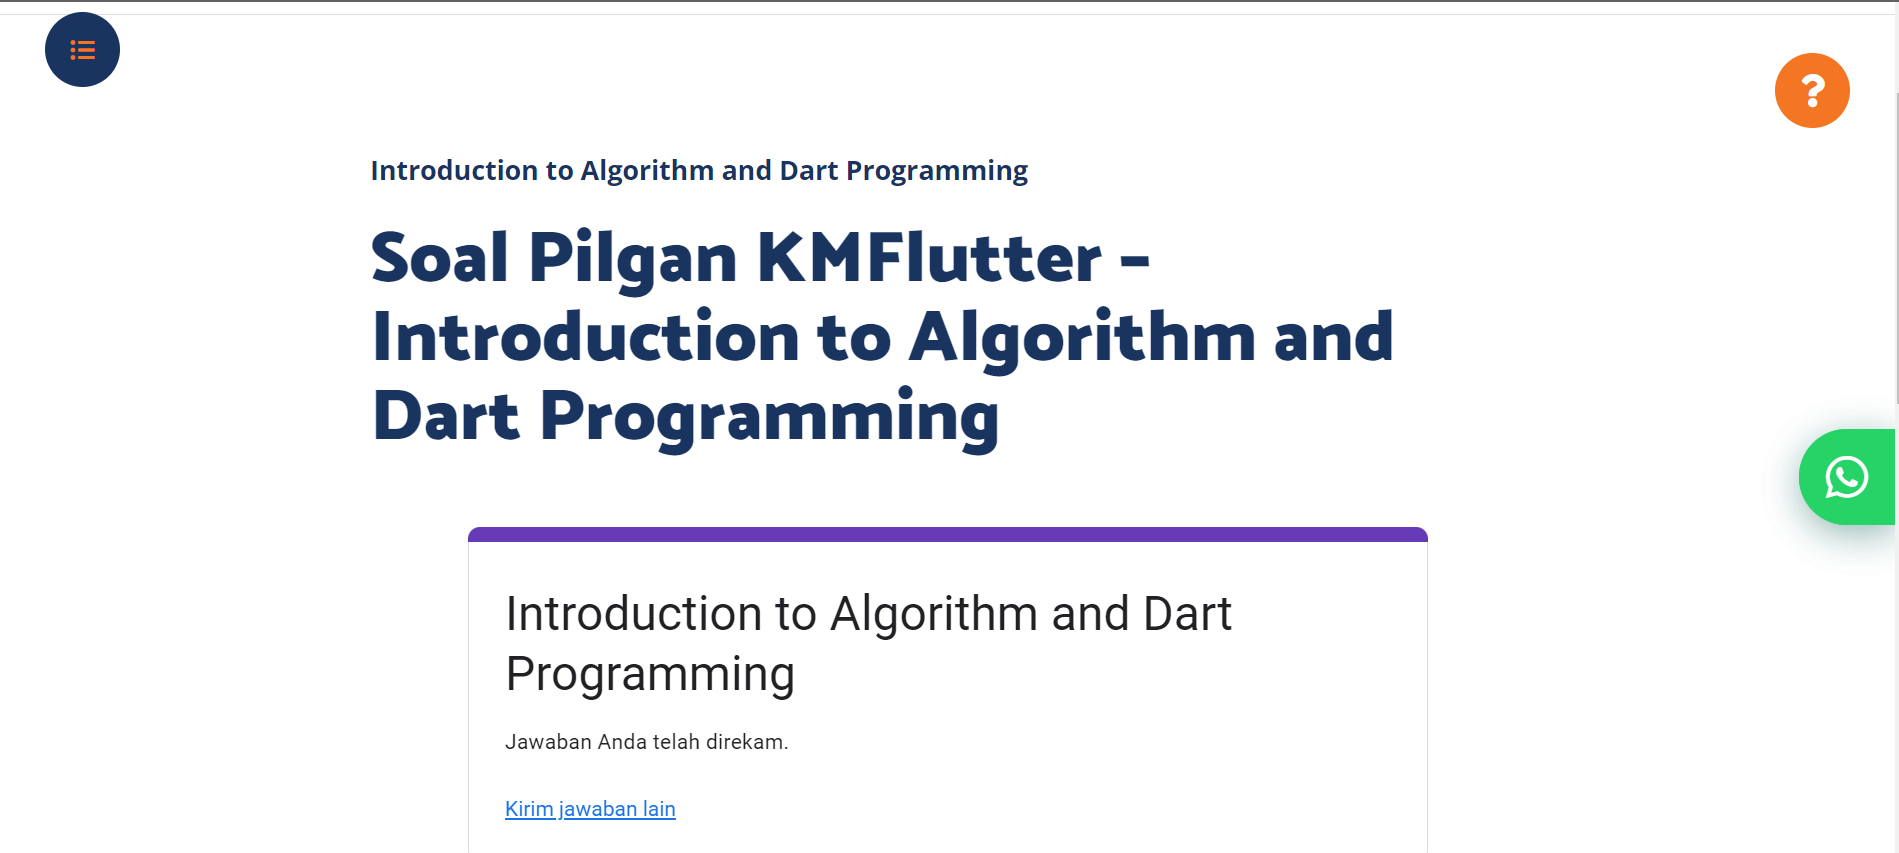 Introduction to Algorithm and Dart Programming
Soal Pilgan KMFlutter –
Introduction to Algorithm and
Dart Programming
Introduction to Algorithm and Dart
Programming
Jawaban Anda telah direkam.
Kirim jawaban lain